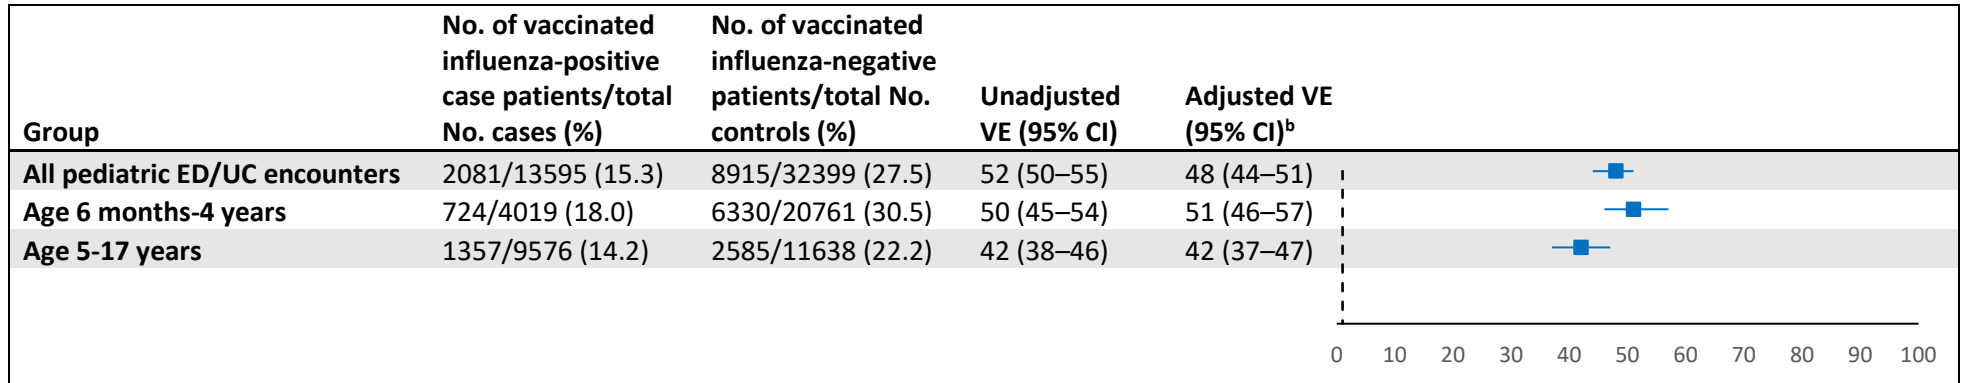 No. of vaccinated No. of vaccinated
influenza-positive influenza-negative
case patients/total patients/total No. Unadjusted Adjusted VE
Group No. cases (%) controls (%) VE (95% CI) (95% CI)ᵇ
All pediatric ED/UC encounters 2081/13595 (15.3) 8915/32399 (27.5) 52 (50–55) 48 (44–51)
Age 6 months-4 years 724/4019 (18.0) 6330/20761 (30.5) 50 (45–54) 51 (46–57)
Age 5-17 years 1357/9576 (14.2) 2585/11638 (22.2) 42 (38–46) 42 (37–47)
0 10 20 30 40 50 60 70 80 90 100